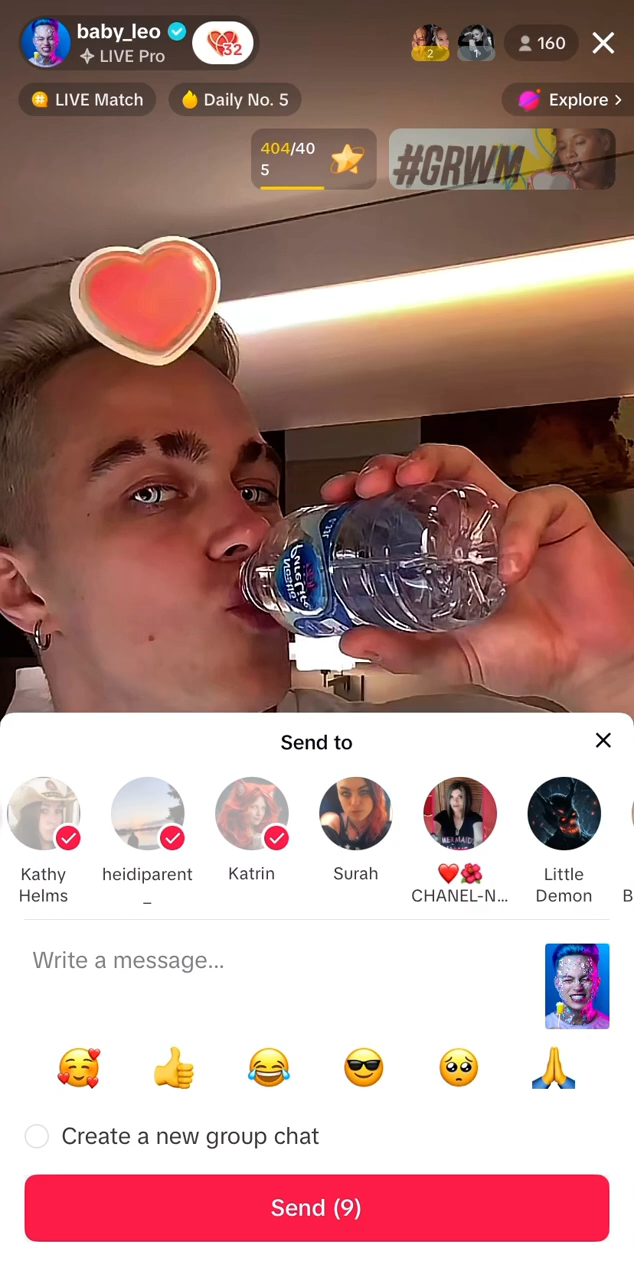 baby_leo
LIVE Pro
32
2
1
160
LIVE Match
Daily No. 5
Explore
404/40
5
#GRWM
Send to
Kathy
Helms
heidiparent
_
Katrin
Surah
CHANEL-N...
Little
Demon
B
Write a message...
Create a new group chat
Send (9)